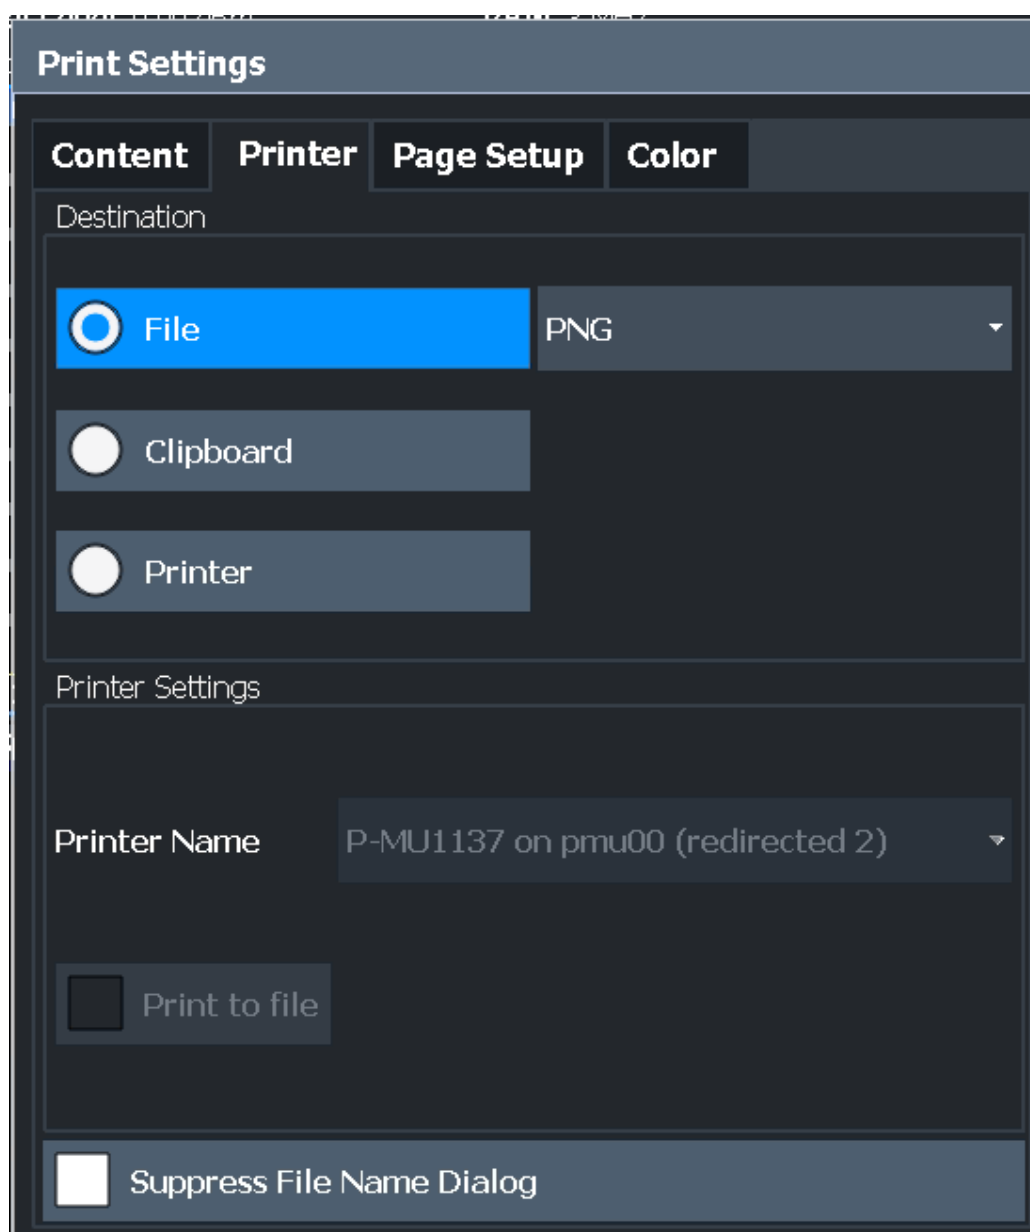 Print Settings
Content Printer Page Setup Color
Destination
File PNG
Clipboard
Printer
Printer Settings
Printer Name P-MU1137 on pmu00 (redirected 2)
Print to file
Suppress File Name Dialog